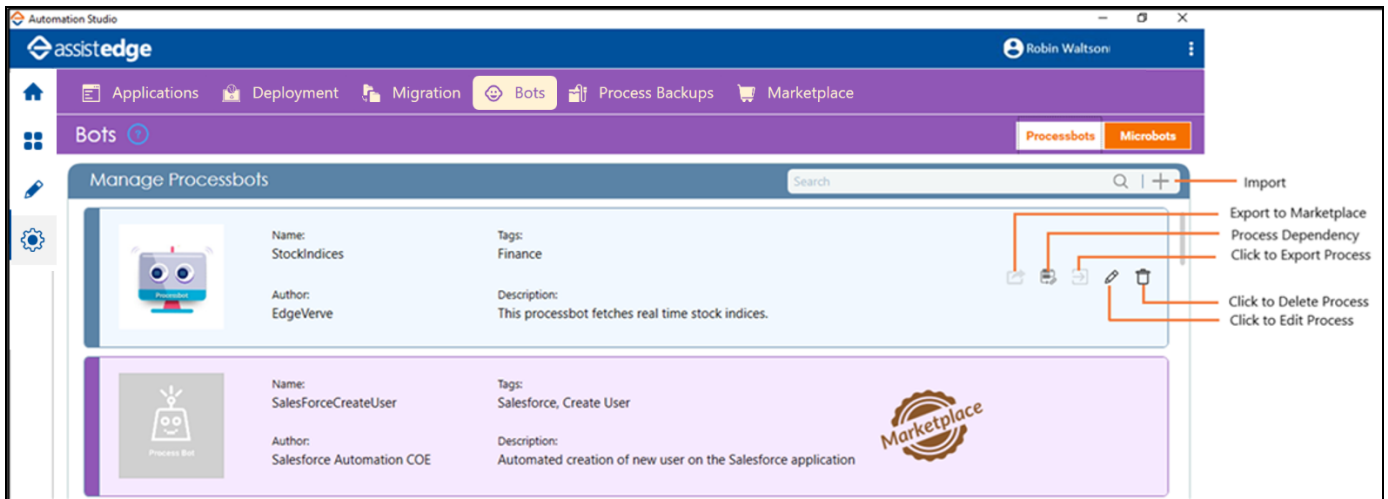 Automation Studio
assistedge
Robin Waltson
Applications Deployment Migration Bots Process Backups Marketplace
Bots ?
Processbots Microbots
Manage Processbots
Search
Import
Export to Marketplace
Process Dependency
Click to Export Process
Click to Delete Process
Click to Edit Process
Name:
StockIndices
Tags:
Finance
Author:
EdgeVerve
Description:
This processbot fetches real time stock indices.
Processbot
Name:
SalesForceCreateUser
Tags:
Salesforce, Create User
Author:
Salesforce Automation COE
Description:
Automated creation of new user on the Salesforce application
Process Bot
Marketplace